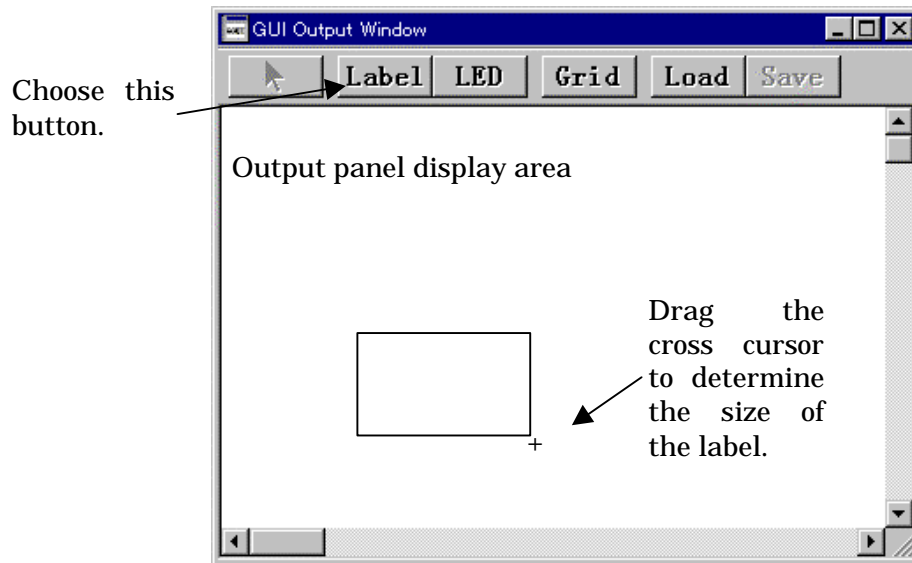 GUI Output Window
Label LED Grid Load Save
Choose this
button.
Output panel display area
Drag the
cross cursor
to determine
the size of
the label.